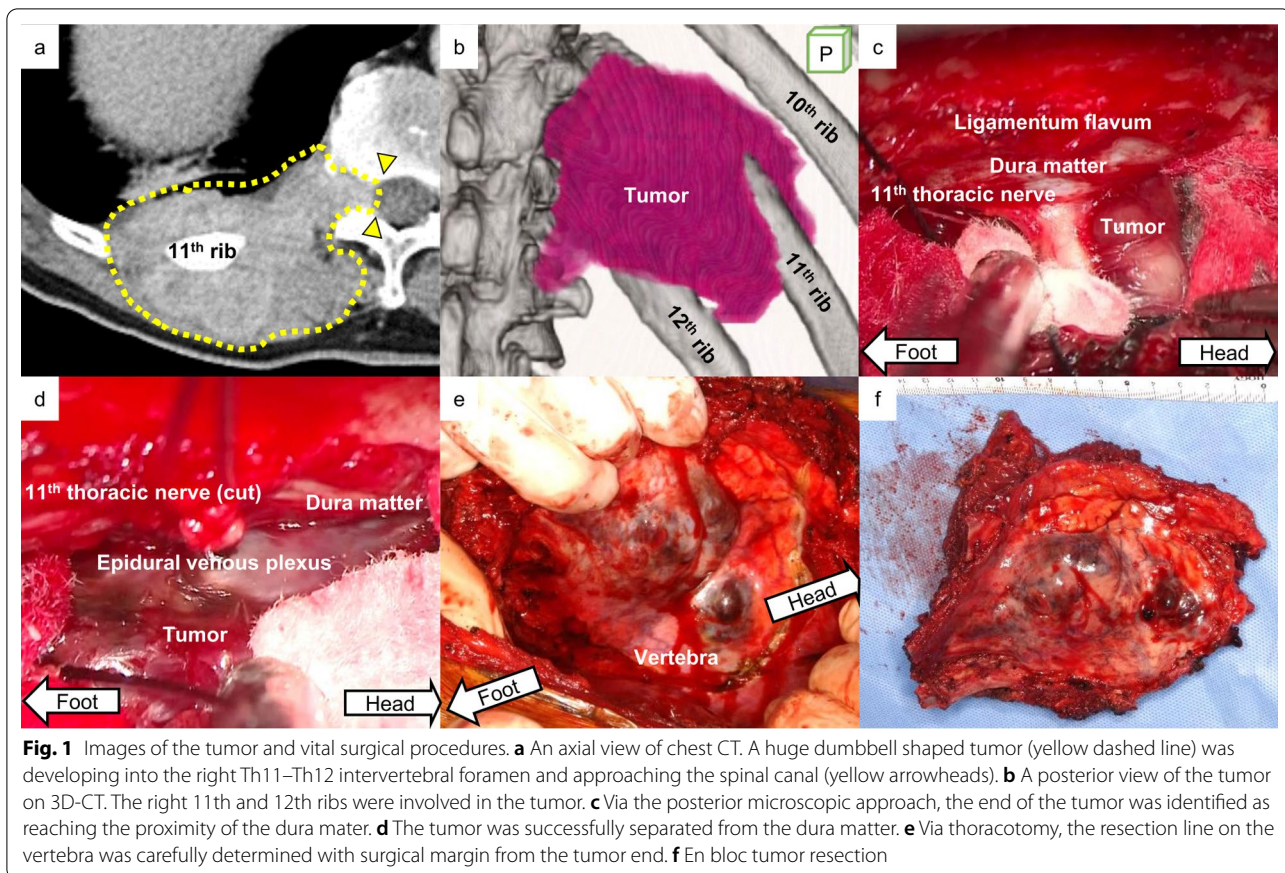 a
11th rib
b
P
10th rib
Tumor
11th rib
12th rib
c
Ligamentum flavum
Dura matter
11th thoracic nerve
Tumor
Foot
Head
d
11th thoracic nerve (cut)
Dura matter
Epidural venous plexus
Tumor
Foot
Head
e
Head
Vertebra
Foot
f
Fig. 1 Images of the tumor and vital surgical procedures. a An axial view of chest CT. A huge dumbbell shaped tumor (yellow dashed line) was
developing into the right Th11–Th12 intervertebral foramen and approaching the spinal canal (yellow arrowheads). b A posterior view of the tumor
on 3D-CT. The right 11th and 12th ribs were involved in the tumor. c Via the posterior microscopic approach, the end of the tumor was identified as
reaching the proximity of the dura mater. d The tumor was successfully separated from the dura matter. e Via thoracotomy, the resection line on the
vertebra was carefully determined with surgical margin from the tumor end. f En bloc tumor resection